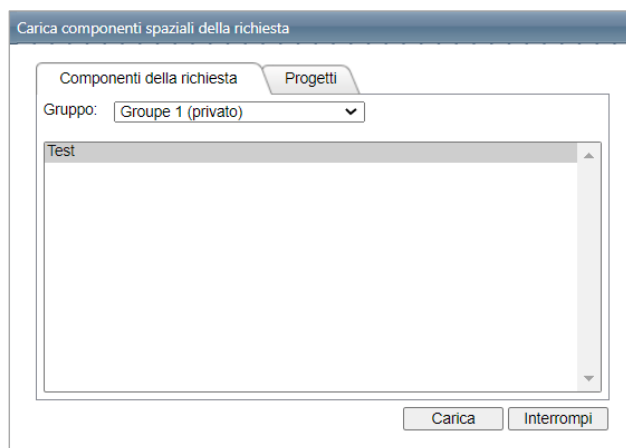 Carica componenti spaziali della richiesta
Componenti della richiesta Progetti
Gruppo: Groupe 1 (privato)
Test
Carica Interrompi